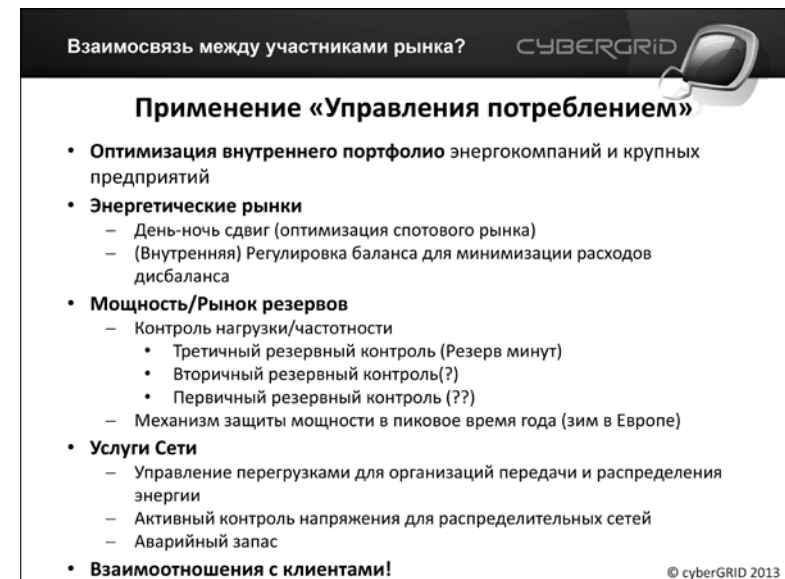 Взаимосвязь между участниками рынка?
CYBERGRID
Применение «Управления потреблением»
• Оптимизация внутреннего портфолио энергокомпаний и крупных
предприятий
• Энергетические рынки
– День-ночь сдвиг (оптимизация спотового рынка)
– (Внутренняя) Регулировка баланса для минимизации расходов
дисбаланса
• Мощность/Рынок резервов
– Контроль нагрузки/частотности
• Третичный резервный контроль (Резерв минут)
• Вторичный резервный контроль(?)
• Первичный резервный контроль (??)
– Механизм защиты мощности в пиковое время года (зим в Европе)
• Услуги Сети
– Управление перегрузками для организаций передачи и распределения
энергии
– Активный контроль напряжения для распределительных сетей
– Аварийный запас
• Взаимоотношения с клиентами!
© cyberGRID 2013